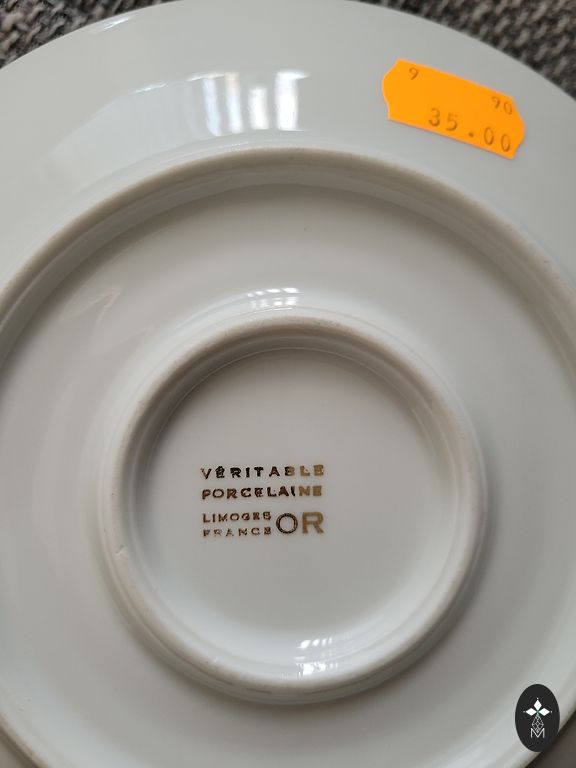 9 90
35.00
VÉRITABLE
PORCELAINE
LIMOGES
FRANCE OR
M